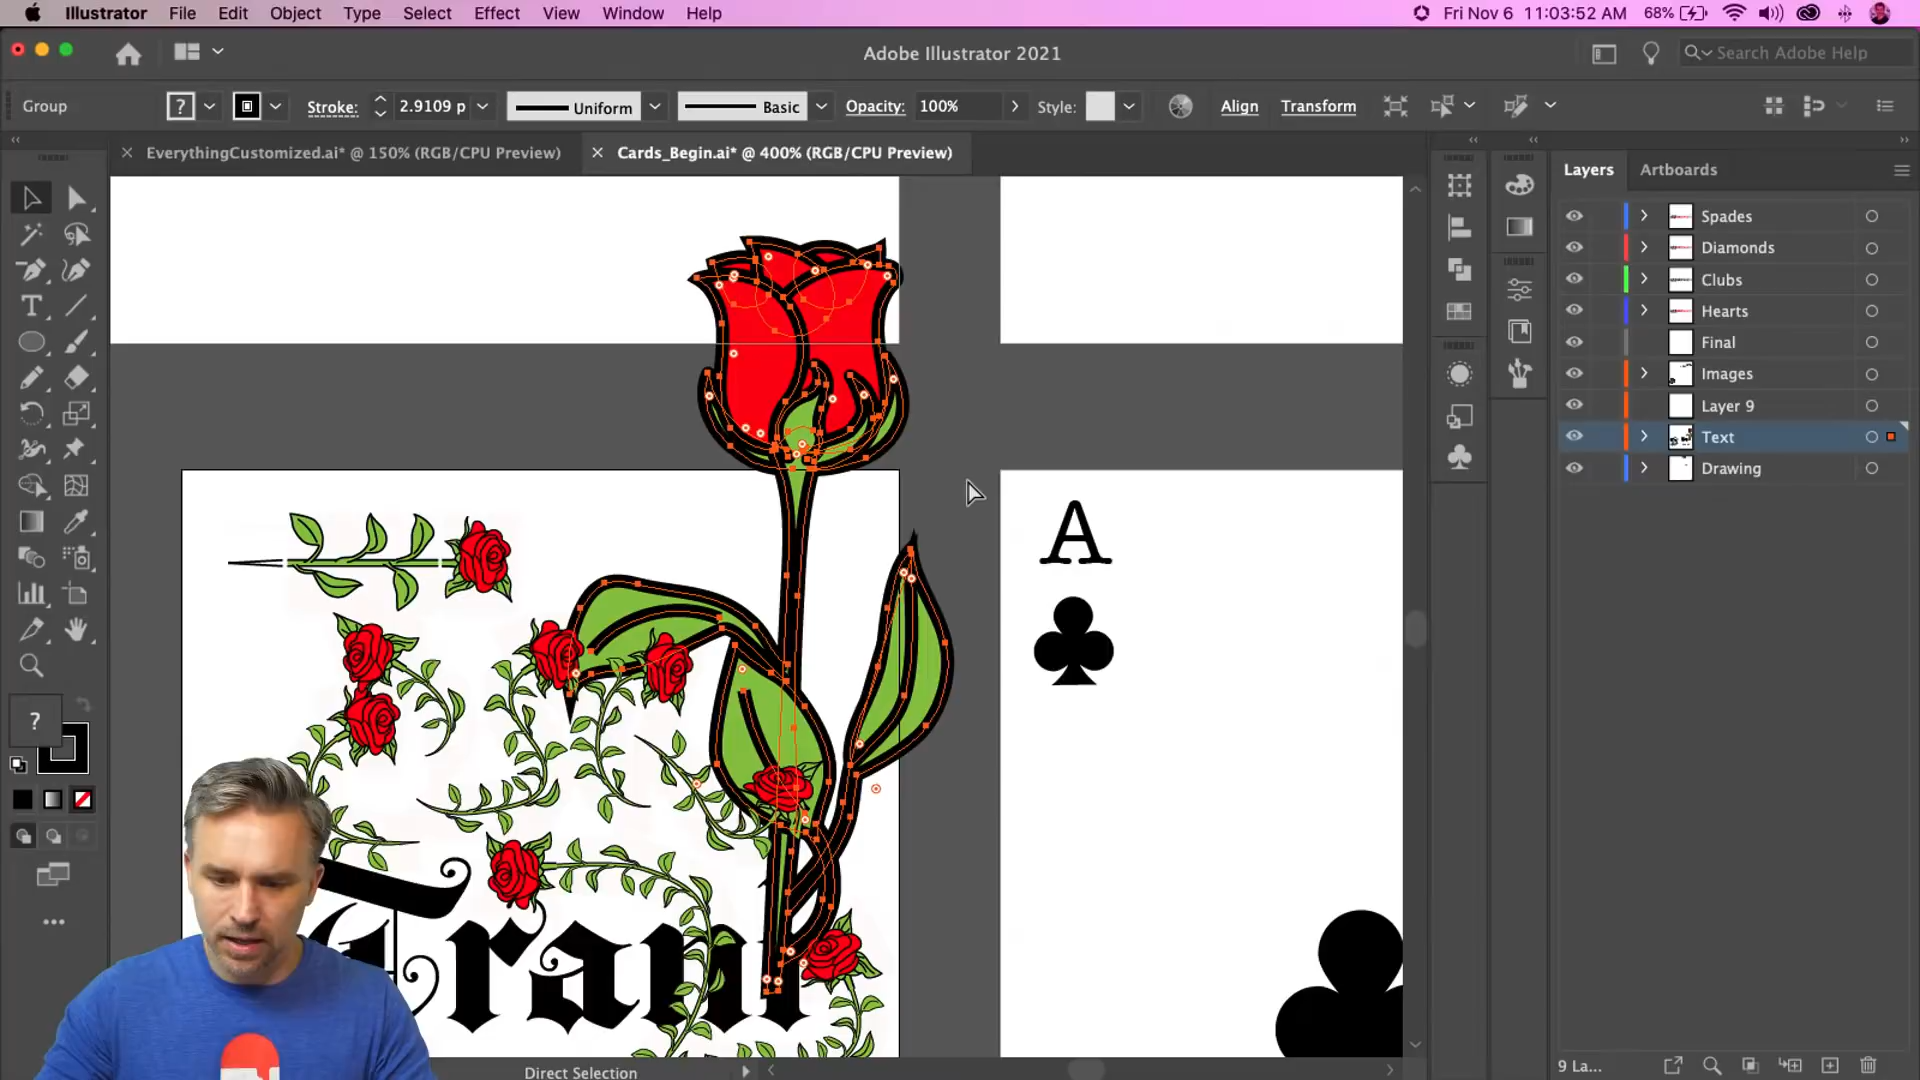 Illustrator File Edit Object Type Select Effect View Window Help
Fri Nov 6 11:03:52 AM 68%
Adobe Illustrator 2021
Search Adobe Help
Group
?
Stroke:
2.9109 p
Uniform
Basic
Opacity:
100%
Style:
Align
Transform
EverythingCustomized.ai* @ 150% (RGB/CPU Preview)
Cards_Begin.ai* @ 400% (RGB/CPU Preview)
Layers
Artboards
Spades
Diamonds
Clubs
Hearts
Final
Images
Layer 9
Text
Drawing
A
?
9 La...
Direct Selection